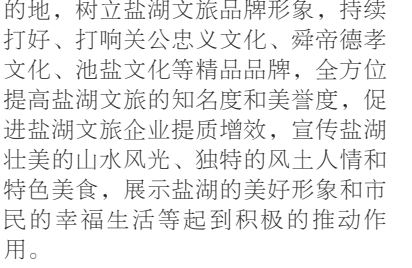 的地，树立盐湖文旅品牌形象，持续
打好、打响关公忠义文化、舜帝德孝
文化、池盐文化等精品品牌，全方位
提高盐湖文旅的知名度和美誉度，促
进盐湖文旅企业提质增效，宣传盐湖
壮美的山水风光、独特的风土人情和
特色美食，展示盐湖的美好形象和市
民的幸福生活等起到积极的推动作
用。